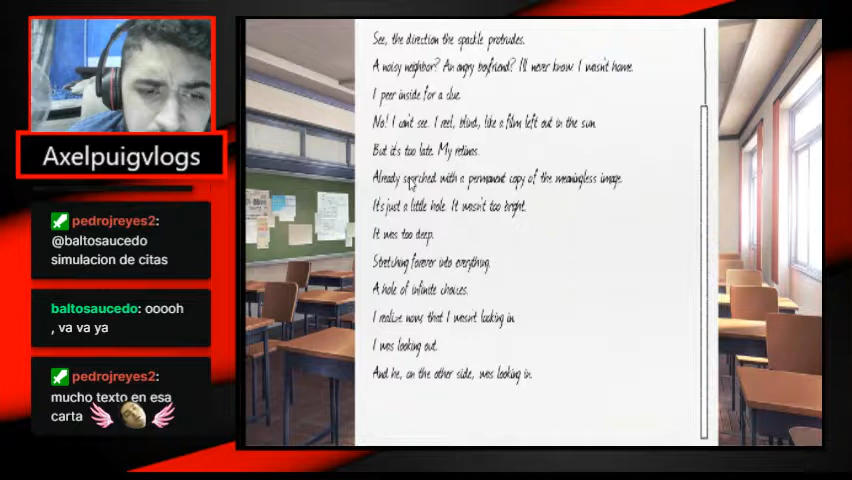 Axelpuigvlogs
pedrojreyes2:
@baltosaucedo
simulacion de citas
baltosaucedo: ooooh
, va va ya
pedrojreyes2:
mucho texto en esa
carta
See, the direction the spackle protrudes.
A noisy neighbor? An angry boyfriend? I'll never know. I wasn't home.
I peer inside for a clue.
No! I can't see. I reel, blind, like a film left out in the sun.
But it's too late. My retinas.
Already scorched with a permanent copy of the meaningless image.
It's just a little hole. It wasn't too bright.
It was too deep.
Stretching forever into everything.
A hole of infinite choices.
I realize now, that I wasn't looking in.
I was looking out.
And he, on the other side, was looking in.